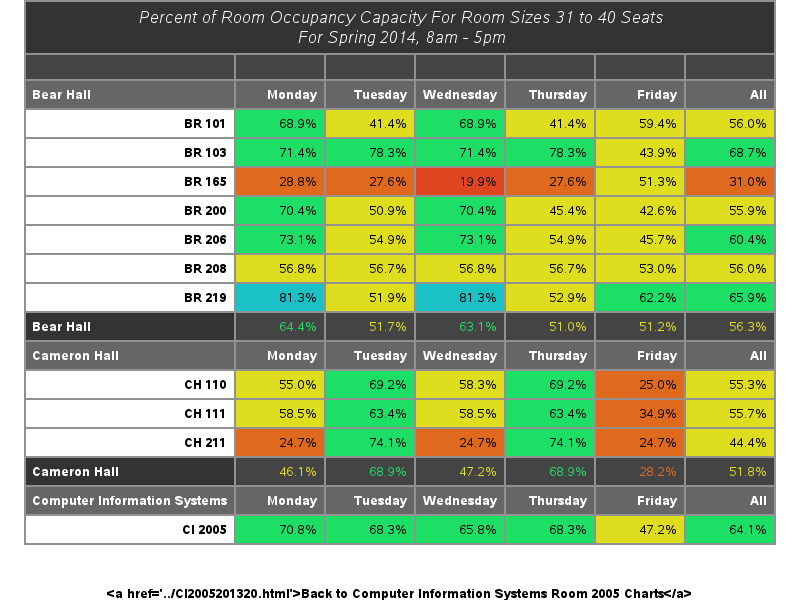 Percent of Room Occupancy Capacity For Room Sizes 31 to 40 Seats
For Spring 2014, 8am - 5pm
Bear Hall Monday Tuesday Wednesday Thursday Friday All
BR 101 68.9% 41.4% 68.9% 41.4% 59.4% 56.0%
BR 103 71.4% 78.3% 71.4% 78.3% 43.9% 68.7%
BR 165 28.8% 27.6% 19.9% 27.6% 51.3% 31.0%
BR 200 70.4% 50.9% 70.4% 45.4% 42.6% 55.9%
BR 206 73.1% 54.9% 73.1% 54.9% 45.7% 60.4%
BR 208 56.8% 56.7% 56.8% 56.7% 53.0% 56.0%
BR 219 81.3% 51.9% 81.3% 52.9% 62.2% 65.9%
Bear Hall 64.4% 51.7% 63.1% 51.0% 51.2% 56.3%
Cameron Hall Monday Tuesday Wednesday Thursday Friday All
CH 110 55.0% 69.2% 58.3% 69.2% 25.0% 55.3%
CH 111 58.5% 63.4% 58.5% 63.4% 34.9% 55.7%
CH 211 24.7% 74.1% 24.7% 74.1% 24.7% 44.4%
Cameron Hall 46.1% 68.9% 47.2% 68.9% 28.2% 51.8%
Computer Information Systems Monday Tuesday Wednesday Thursday Friday All
CI 2005 70.8% 68.3% 65.8% 68.3% 47.2% 64.1%
<a href='../CI2005201320.html'>Back to Computer Information Systems Room 2005 Charts</a>